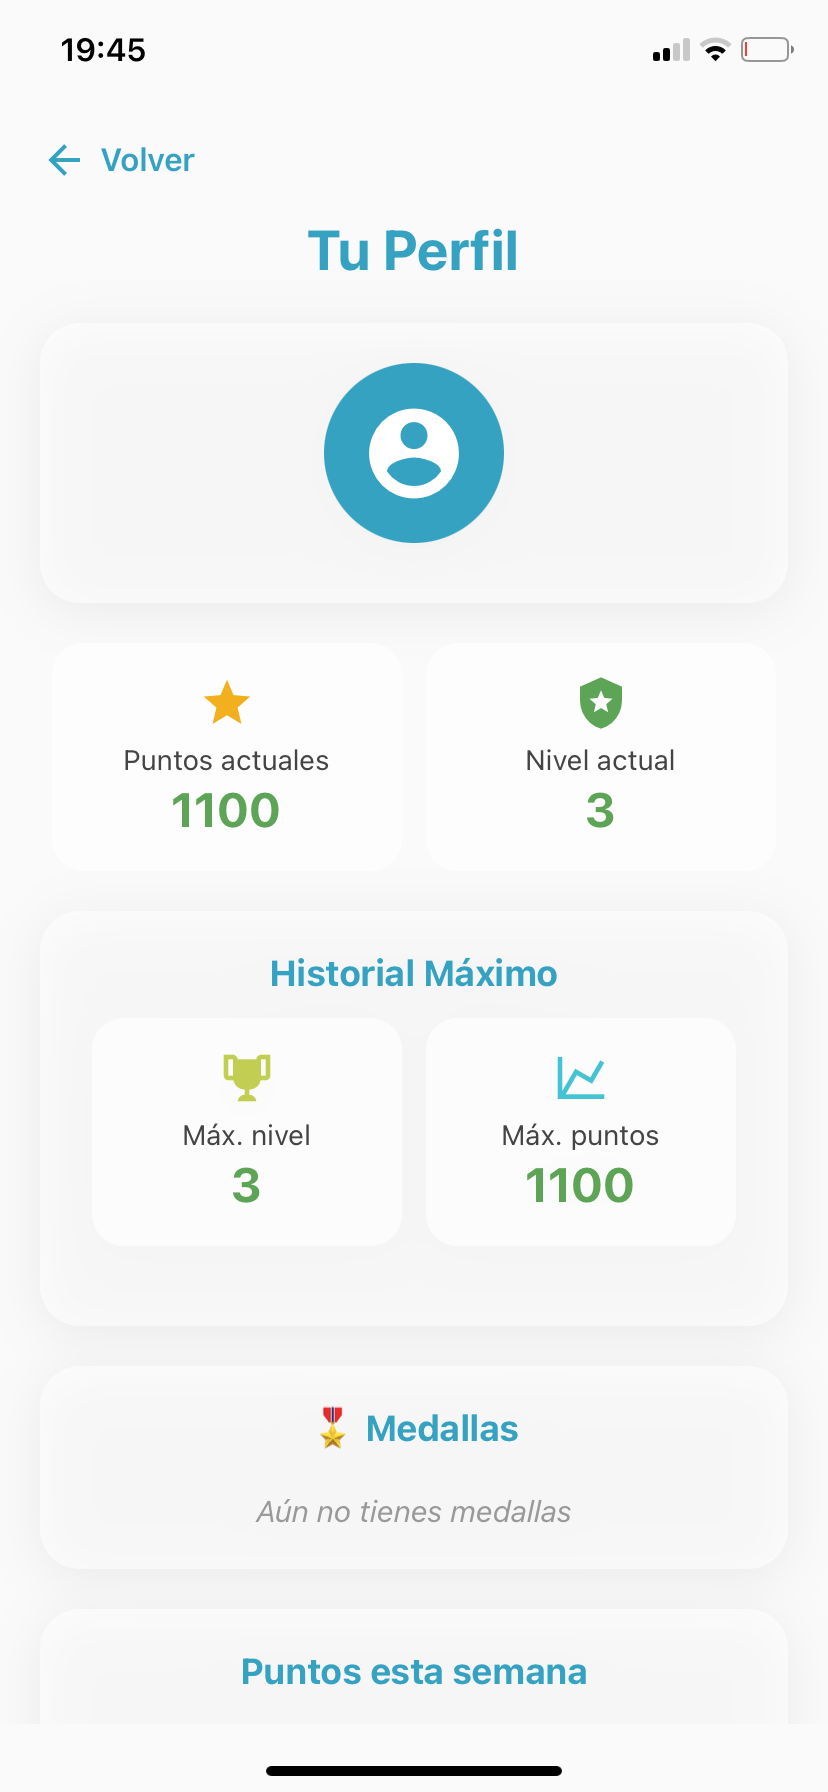 19:45
Volver
Tu Perfil
Puntos actuales
1100
Nivel actual
3
Historial Máximo
Máx. nivel
3
Máx. puntos
1100
Medallas
Aún no tienes medallas
Puntos esta semana